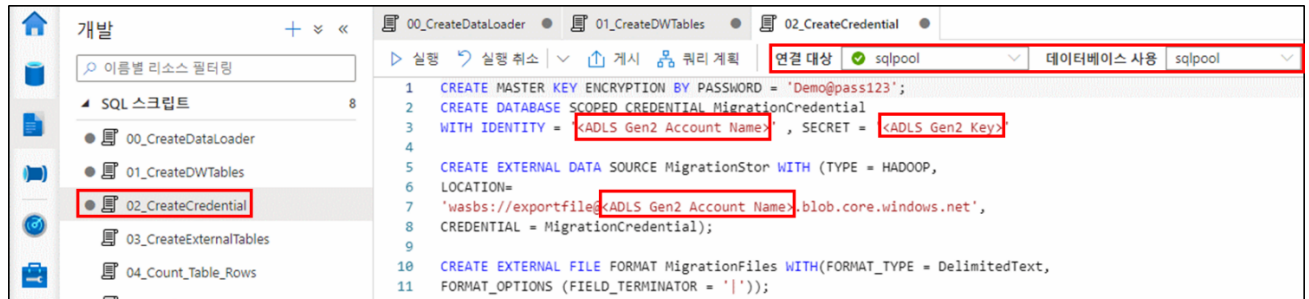 개발
이름별 리소스 필터링
SQL 스크립트 8
00_CreateDataLoader
01_CreateDWTables
02_CreateCredential
03_CreateExternalTables
04_Count_Table_Rows
00_CreateDataLoader 01_CreateDWTables 02_CreateCredential
실행 실행 취소 게시 쿼리 계획 연결 대상 sqlpool 데이터베이스 사용 sqlpool
1 CREATE MASTER KEY ENCRYPTION BY PASSWORD = 'Demo@pass123';
2 CREATE DATABASE SCOPED CREDENTIAL MigrationCredential
3 WITH IDENTITY = '<ADLS Gen2 Account Name>' , SECRET = '<ADLS Gen2 Key>'
4
5 CREATE EXTERNAL DATA SOURCE MigrationStor WITH (TYPE = HADOOP,
6 LOCATION=
7 'wasbs://exportfile@<ADLS Gen2 Account Name>.blob.core.windows.net',
8 CREDENTIAL = MigrationCredential);
9
10 CREATE EXTERNAL FILE FORMAT MigrationFiles WITH(FORMAT_TYPE = DelimitedText,
11 FORMAT_OPTIONS (FIELD_TERMINATOR = '|'));